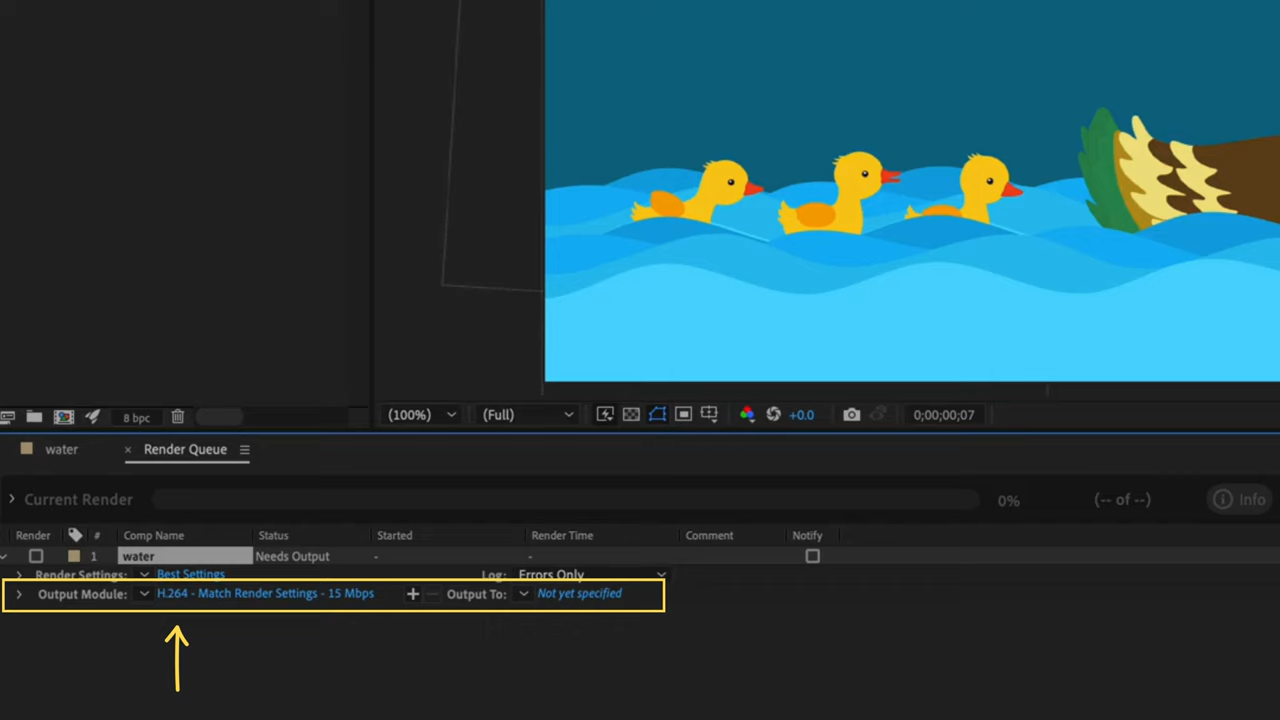 8 bpc
(100%) (Full) +0.0 0;00;00;07
water × Render Queue
Current Render 0% (-- of --) Info
Render # Comp Name Status Started Render Time Comment Notify
1 water Needs Output - -
Render Settings: Best Settings Log: Errors Only
Output Module: H.264 - Match Render Settings - 15 Mbps + Output To: Not yet specified